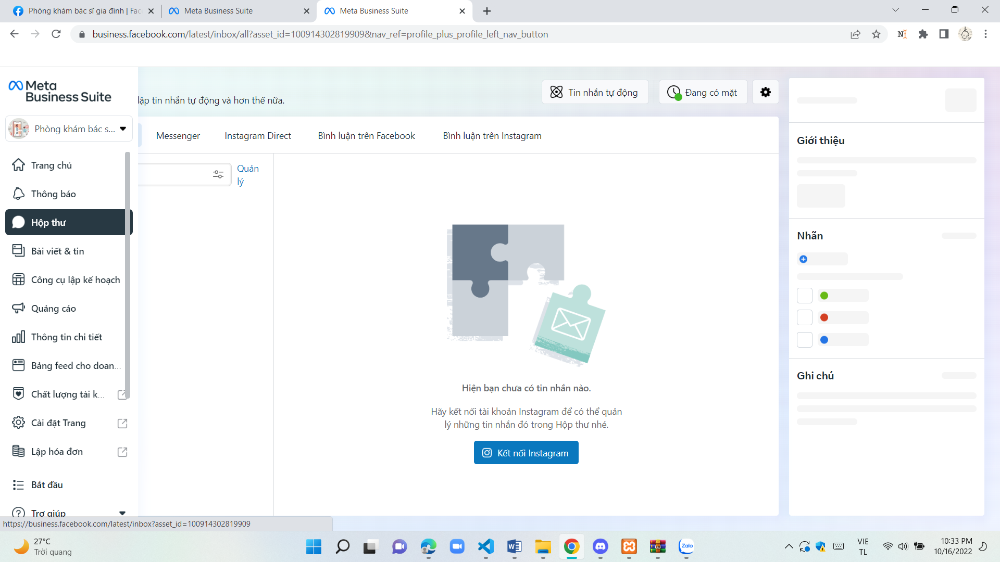 Phòng khám bác sĩ gia đình | Fac
Meta Business Suite
Meta Business Suite
business.facebook.com/latest/inbox/all?asset_id=100914302819909&nav_ref=profile_plus_profile_left_nav_button
Meta
Business Suite
lập tin nhắn tự động và hơn thế nữa.
Tin nhắn tự động
Đang có mặt
Phòng khám bác s...
Messenger
Instagram Direct
Bình luận trên Facebook
Bình luận trên Instagram
Quản
lý
Trang chủ
Thông báo
Hộp thư
Bài viết & tin
Công cụ lập kế hoạch
Quảng cáo
Thông tin chi tiết
Bảng feed cho doan...
Chất lượng tài k...
Cài đặt Trang
Lập hóa đơn
Bắt đầu
Trợ giúp
Hiện bạn chưa có tin nhắn nào.
Hãy kết nối tài khoản Instagram để có thể quản
lý những tin nhắn đó trong Hộp thư nhé.
Kết nối Instagram
Giới thiệu
Nhãn
Ghi chú
https://business.facebook.com/latest/inbox?asset_id=100914302819909
27°C
Trời quang
Zalo
VIE
TL
10:33 PM
10/16/2022